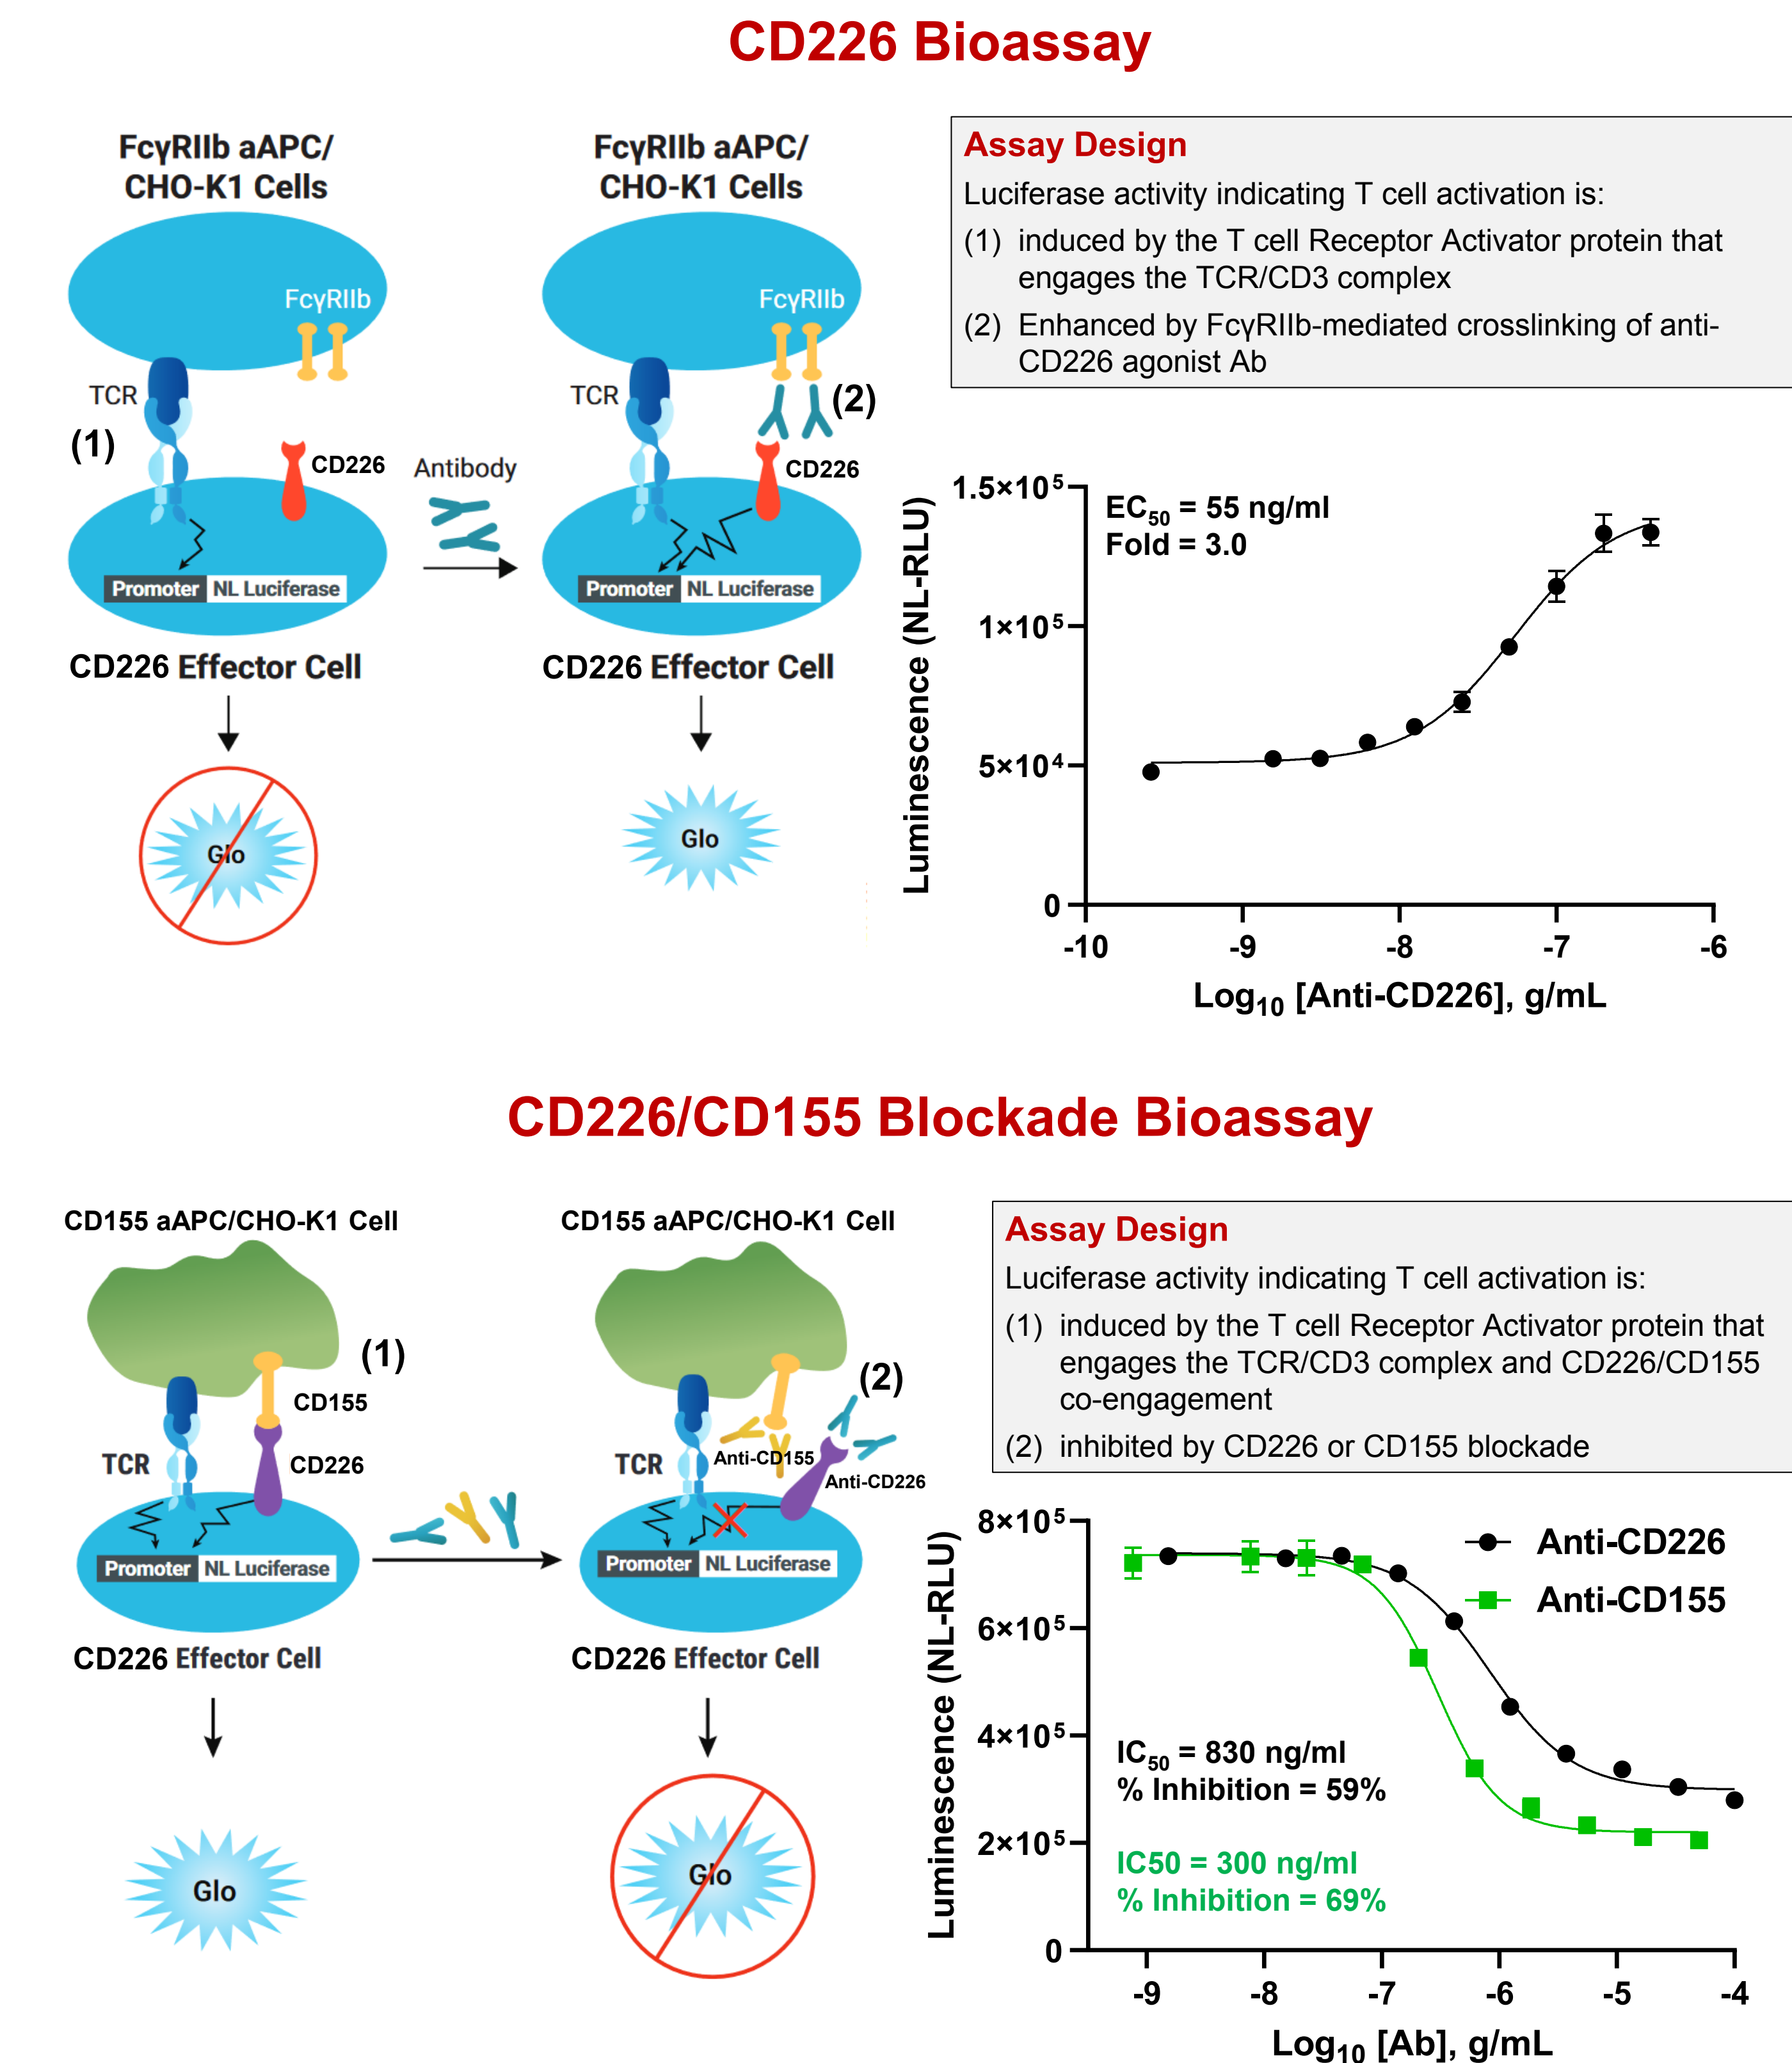 CD226 Bioassay
FcγRIIb aAPC/
CHO-K1 Cells
FcγRIIb
TCR
(1)
CD226
Promoter NL Luciferase
CD226 Effector Cell
Glo
Antibody
FcγRIIb aAPC/
CHO-K1 Cells
FcγRIIb
TCR
(2)
CD226
Promoter NL Luciferase
CD226 Effector Cell
Glo
Assay Design
Luciferase activity indicating T cell activation is:
(1) induced by the T cell Receptor Activator protein that
engages the TCR/CD3 complex
(2) Enhanced by FcγRIIb-mediated crosslinking of anti-
CD226 agonist Ab
Luminescence (NL-RLU)
1.5×10⁵
1×10⁵
5×10⁴
0
EC₅₀ = 55 ng/ml
Fold = 3.0
-10 -9 -8 -7 -6
Log₁₀ [Anti-CD226], g/mL
CD226/CD155 Blockade Bioassay
CD155 aAPC/CHO-K1 Cell
(1)
CD155
TCR
CD226
Promoter NL Luciferase
CD226 Effector Cell
Glo
CD155 aAPC/CHO-K1 Cell
(2)
TCR
Anti-CD155
Anti-CD226
Promoter NL Luciferase
CD226 Effector Cell
Glo
Assay Design
Luciferase activity indicating T cell activation is:
(1) induced by the T cell Receptor Activator protein that
engages the TCR/CD3 complex and CD226/CD155
co-engagement
(2) inhibited by CD226 or CD155 blockade
Luminescence (NL-RLU)
8×10⁵
6×10⁵
4×10⁵
2×10⁵
0
Anti-CD226
Anti-CD155
IC₅₀ = 830 ng/ml
% Inhibition = 59%
IC50 = 300 ng/ml
% Inhibition = 69%
-9 -8 -7 -6 -5 -4
Log₁₀ [Ab], g/mL